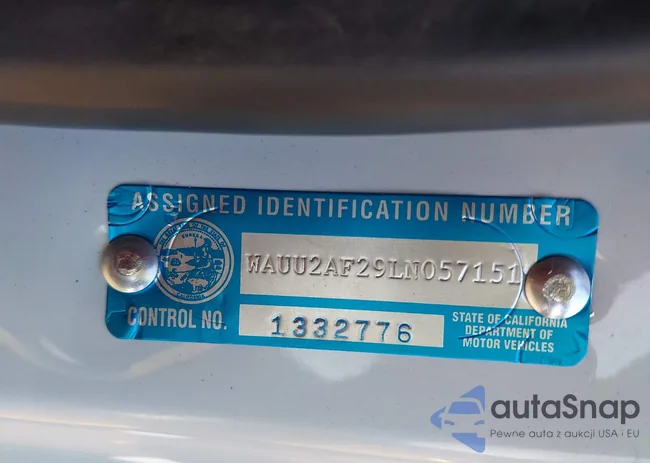 ASSIGNED IDENTIFICATION NUMBER
WAUU2AF29LN057151
CONTROL NO.
1332776
STATE OF CALIFORNIA
DEPARTMENT OF
MOTOR VEHICLES
autaSnap
Pewne auta z aukcji USA i EU